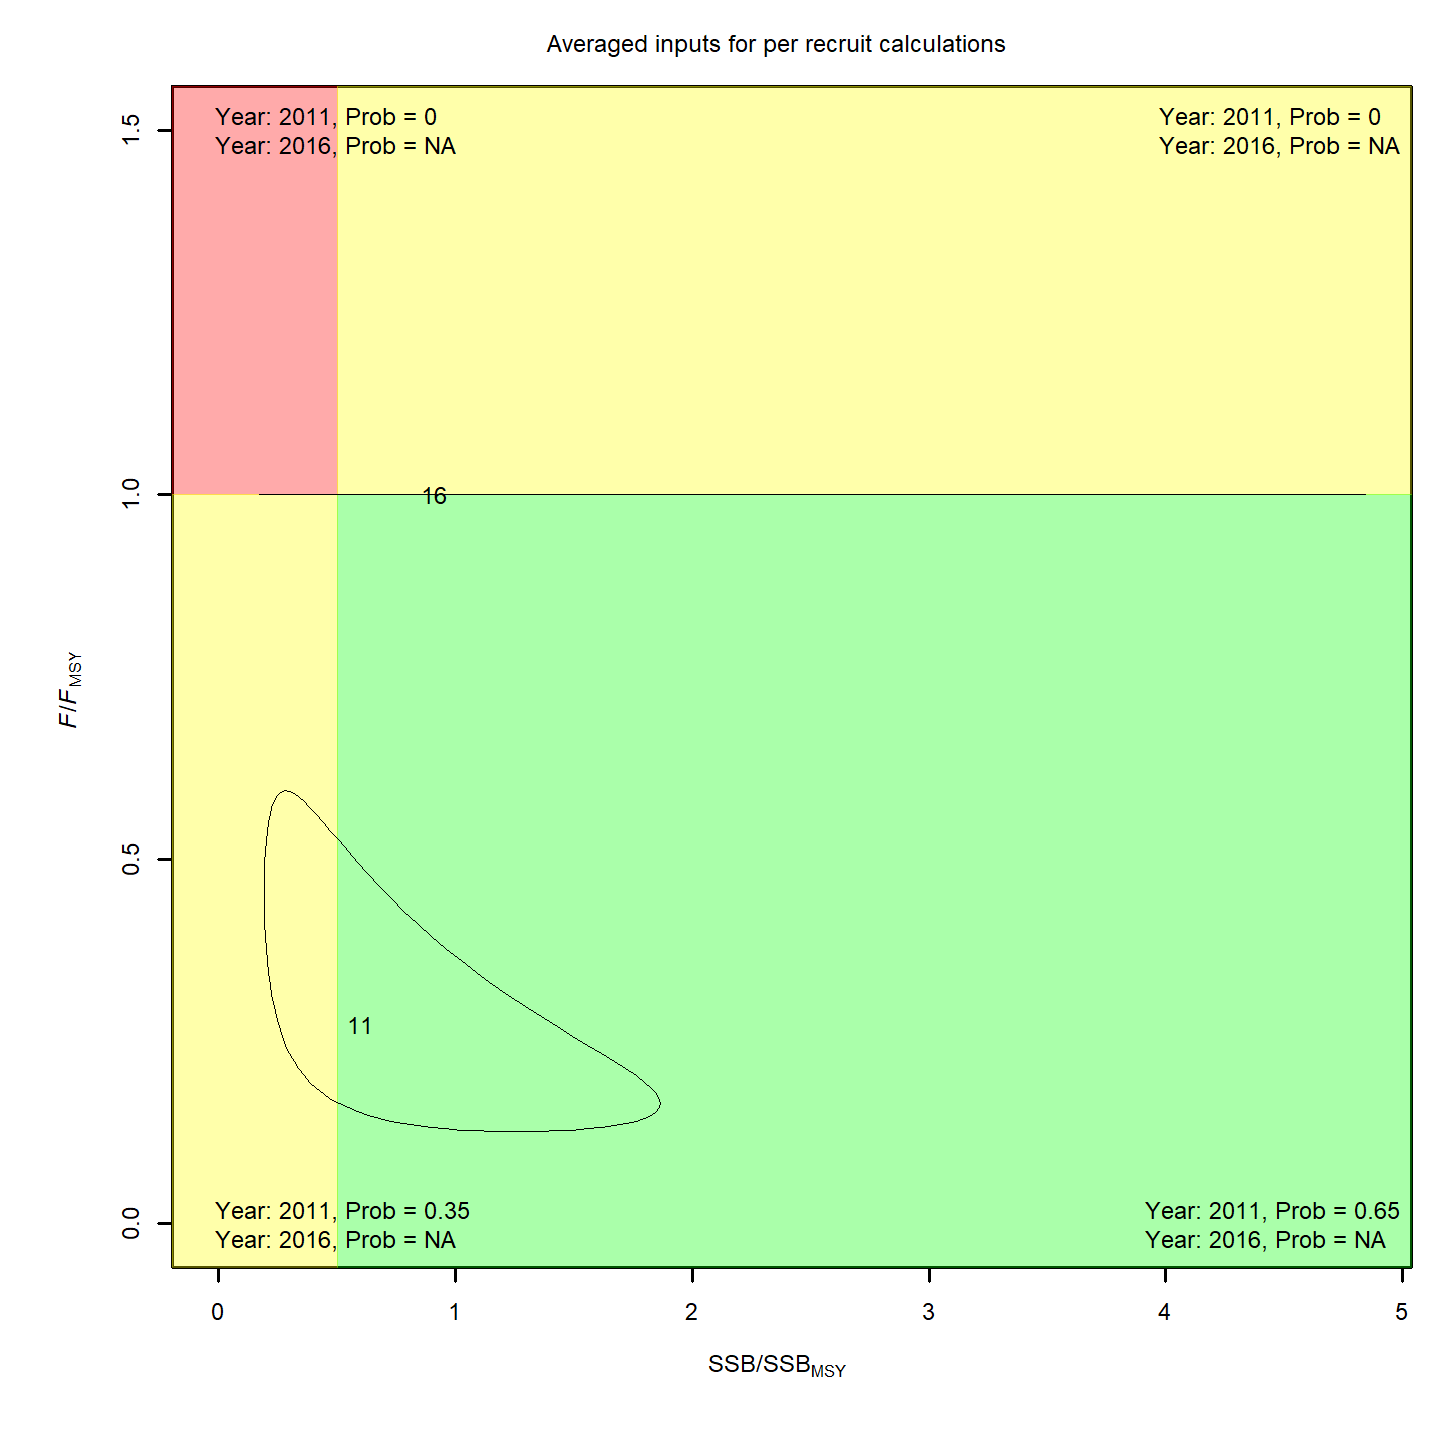 Averaged inputs for per recruit calculations
Year: 2011, Prob = 0
Year: 2016, Prob = NA
Year: 2011, Prob = 0
Year: 2016, Prob = NA
1.5
1.0
0.5
0.0
F/FMSY
16
11
Year: 2011, Prob = 0.35
Year: 2016, Prob = NA
Year: 2011, Prob = 0.65
Year: 2016, Prob = NA
0 1 2 3 4 5
SSB/SSBMSY